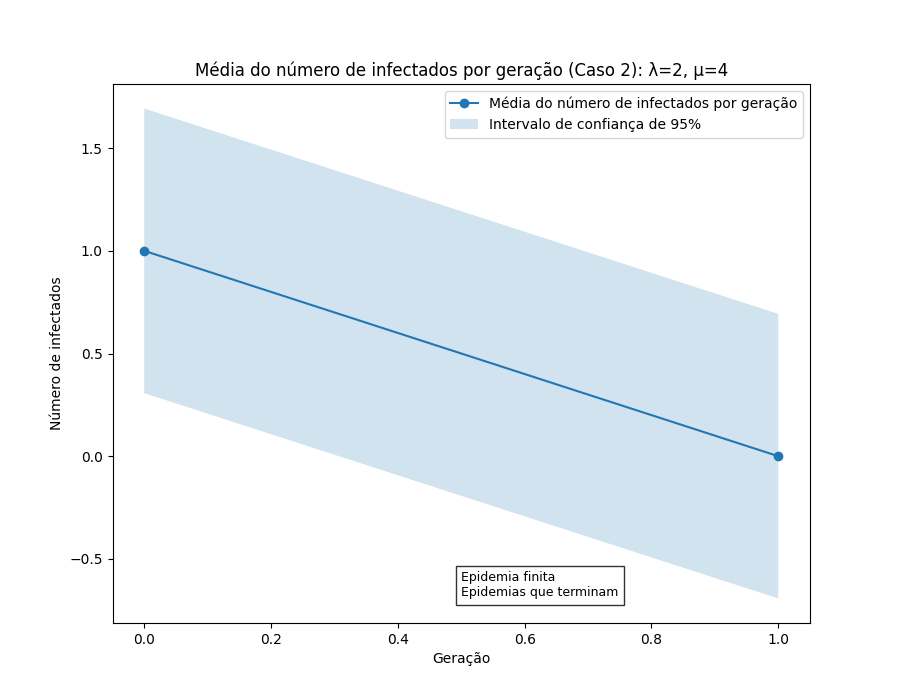 Média do número de infectados por geração (Caso 2): λ=2, μ=4
Média do número de infectados por geração
Intervalo de confiança de 95%
1.5
1.0
0.5
0.0
−0.5
Número de infectados
Epidemia finita
Epidemias que terminam
0.0 0.2 0.4 0.6 0.8 1.0
Geração